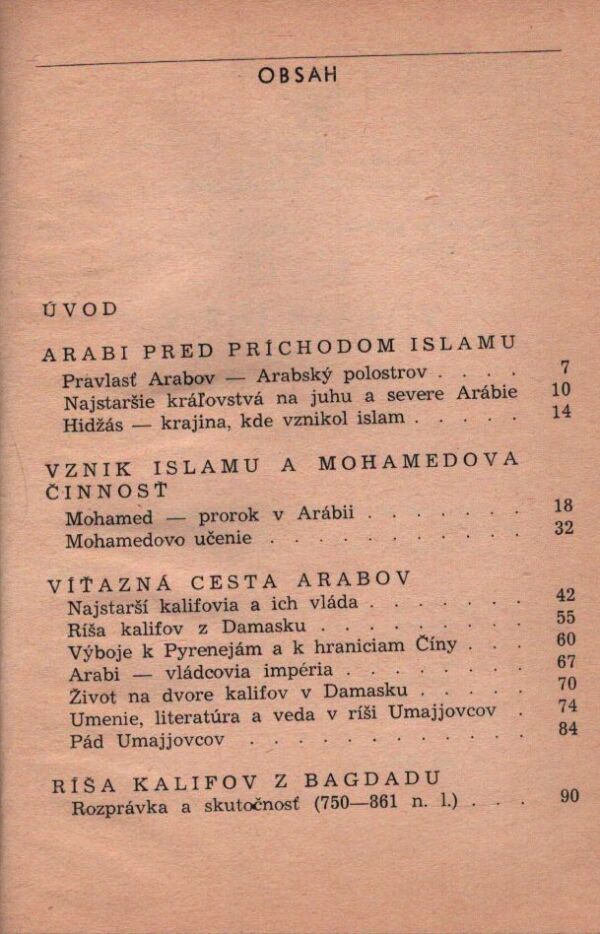 OBSAH
ÚVOD
ARABI PRED PRÍCHODOM ISLAMU
Pravlasť Arabov — Arabský polostrov . . . . 7
Najstaršie kráľovstvá na juhu a severe Arábie 10
Hidžás — krajina, kde vznikol islam . . . . . 14
VZNIK ISLAMU A MOHAMEDOVA
ČINNOSŤ
Mohamed — prorok v Arábii . . . . . . . 18
Mohamedovo učenie . . . . . . . . . . . 32
VÍŤAZNÁ CESTA ARABOV
Najstarší kalifovia a ich vláda . . . . . . . 42
Ríša kalifov z Damasku . . . . . . . . . 55
Výboje k Pyrenejám a k hraniciam Číny . . . 60
Arabi — vládcovia impéria . . . . . . . . 67
Život na dvore kalifov v Damasku . . . . . 70
Umenie, literatúra a veda v ríši Umajjovcov . 74
Pád Umajjovcov . . . . . . . . . . . 84
RÍŠA KALIFOV Z BAGDADU
Rozprávka a skutočnosť (750—861 n. l.) . . . 90